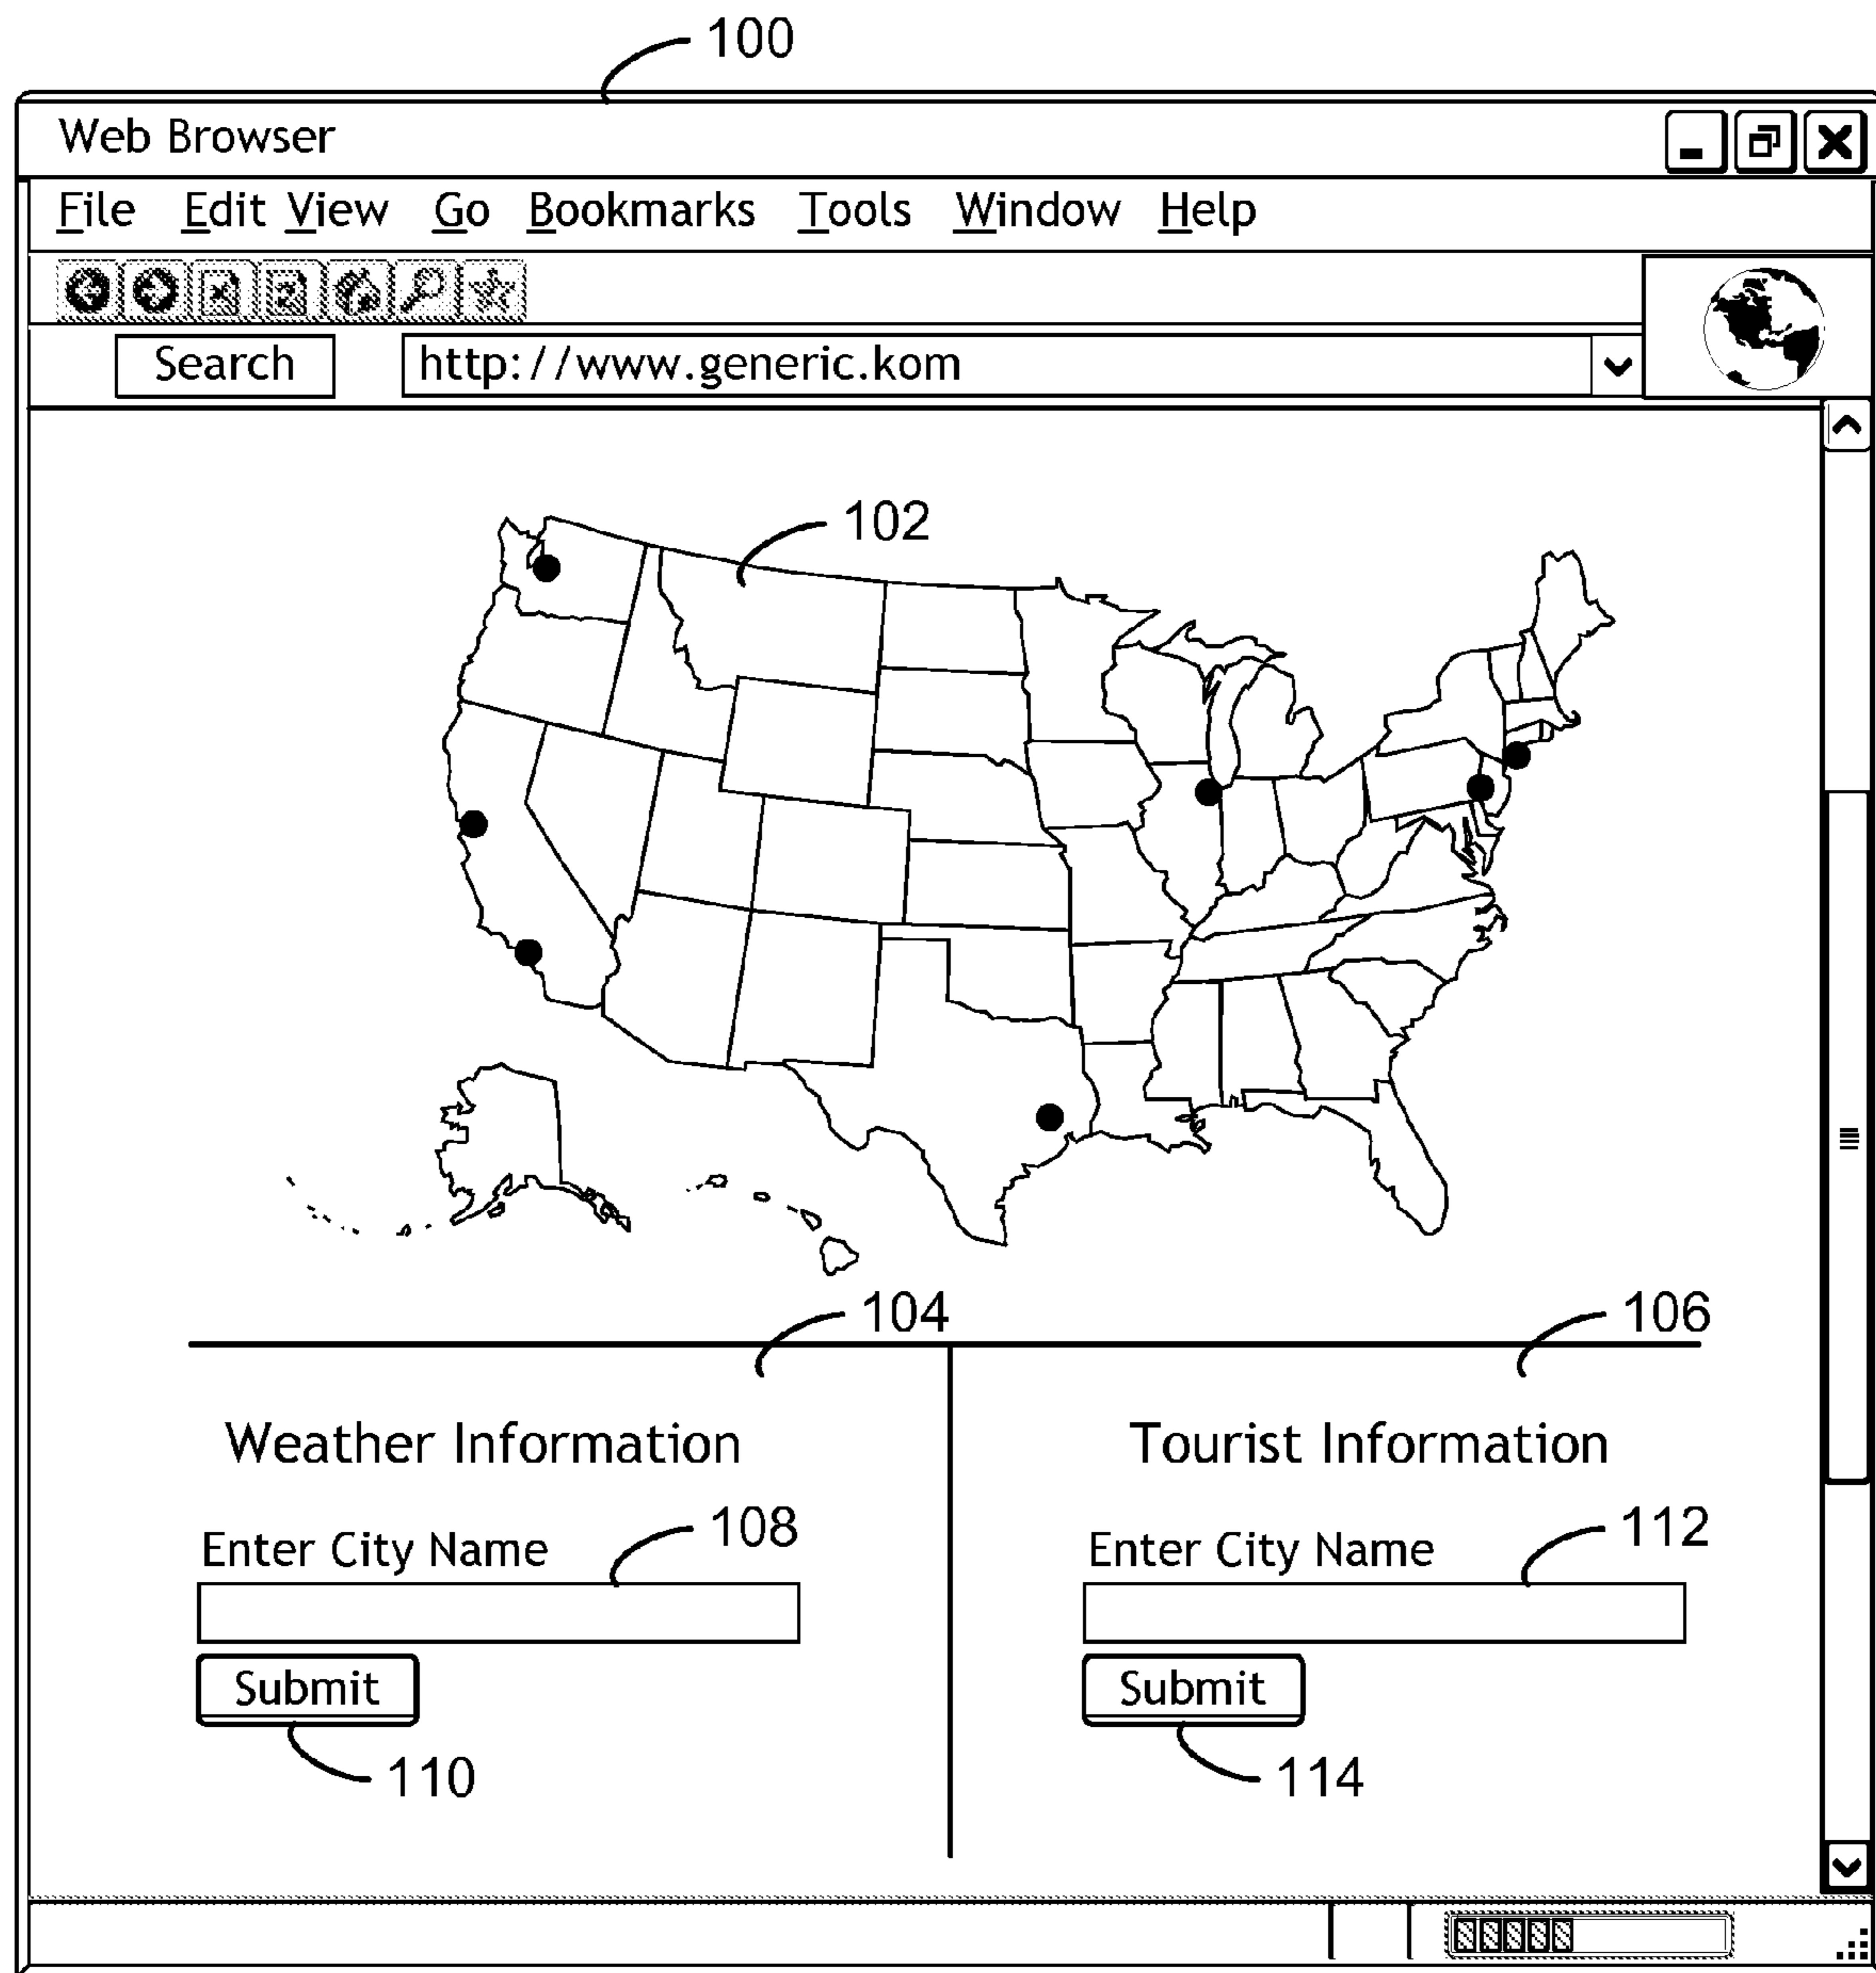 100
Web Browser
File Edit View Go Bookmarks Tools Window Help
Search http://www.generic.kom
102
104 106
Weather Information Tourist Information
108 112
Enter City Name Enter City Name
Submit Submit
110 114